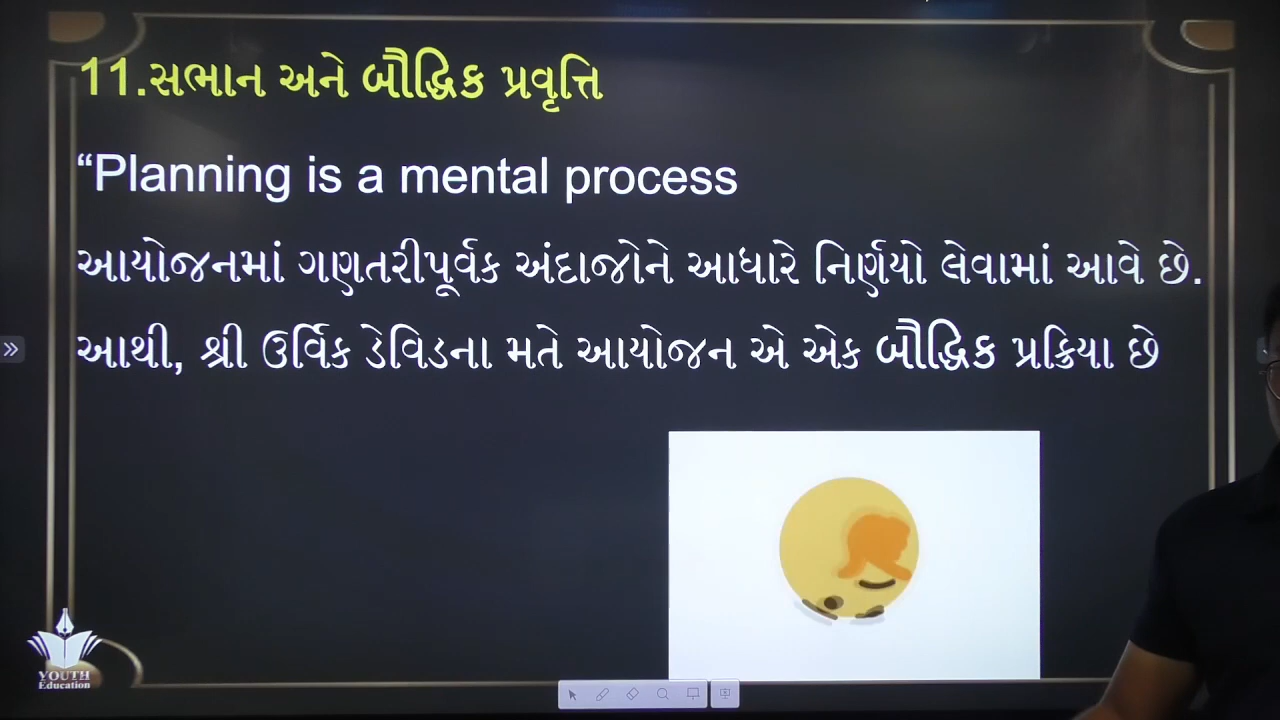 11.સભાન અને બૌદ્ધિક પ્રવૃત્તિ
“Planning is a mental process
આયોજનમાં ગણતરીપૂર્વક અંદાજોને આધારે નિર્ણયો લેવામાં આવે છે.
આથી, શ્રી ઉર્વિક ડેવિડના મતે આયોજન એ એક બૌદ્ધિક પ્રક્રિયા છે
YOUTH
Education